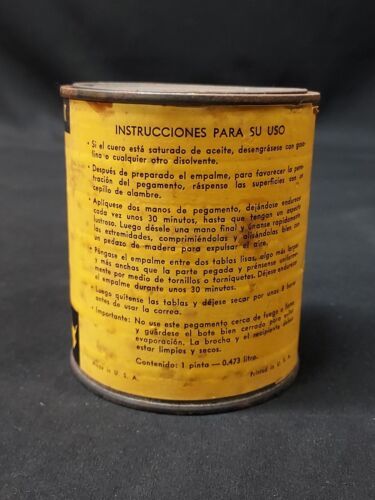 INSTRUCCIONES PARA SU USO
• Si el cuero está saturado de aceite, desengrásese con gaso-
lina o cualquier otro disolvente.
• Después de preparado el empalme, para favorecer la pene-
tración del pegamento, ráspense las superficies con un
cepillo de alambre.
• Aplíquese dos manos de pegamento, dejándose endurecer
cada vez unos 30 minutos, hasta que tengan un aspecto
lustroso. Luego désele una mano final y únanse rapidamente
las extremidades, comprimiéndolas y alisándolas bien con
un pedazo de madera para expulsar el aire.
• Póngase el empalme entre dos tablas lisas, algo más largas
y más anchas que la parte pegada y prénsense uniforme-
mente por medio de tornillos o torniquetes. Déjese endurecer
el empalme durante unos 30 minutos.
• Luego quítense las tablas y déjese secar por unas 8 horas
antes de usar la correa.
• Importante: No use este pegamento cerca de fuego o llama
y guárdese el bote bien cerrado para evitar
evaporación. La brocha y el recipiente deben
estar limpios y secos.
Contenido: 1 pinta — 0.473 litro.
Made in U. S. A.
Printed in U. S. A.